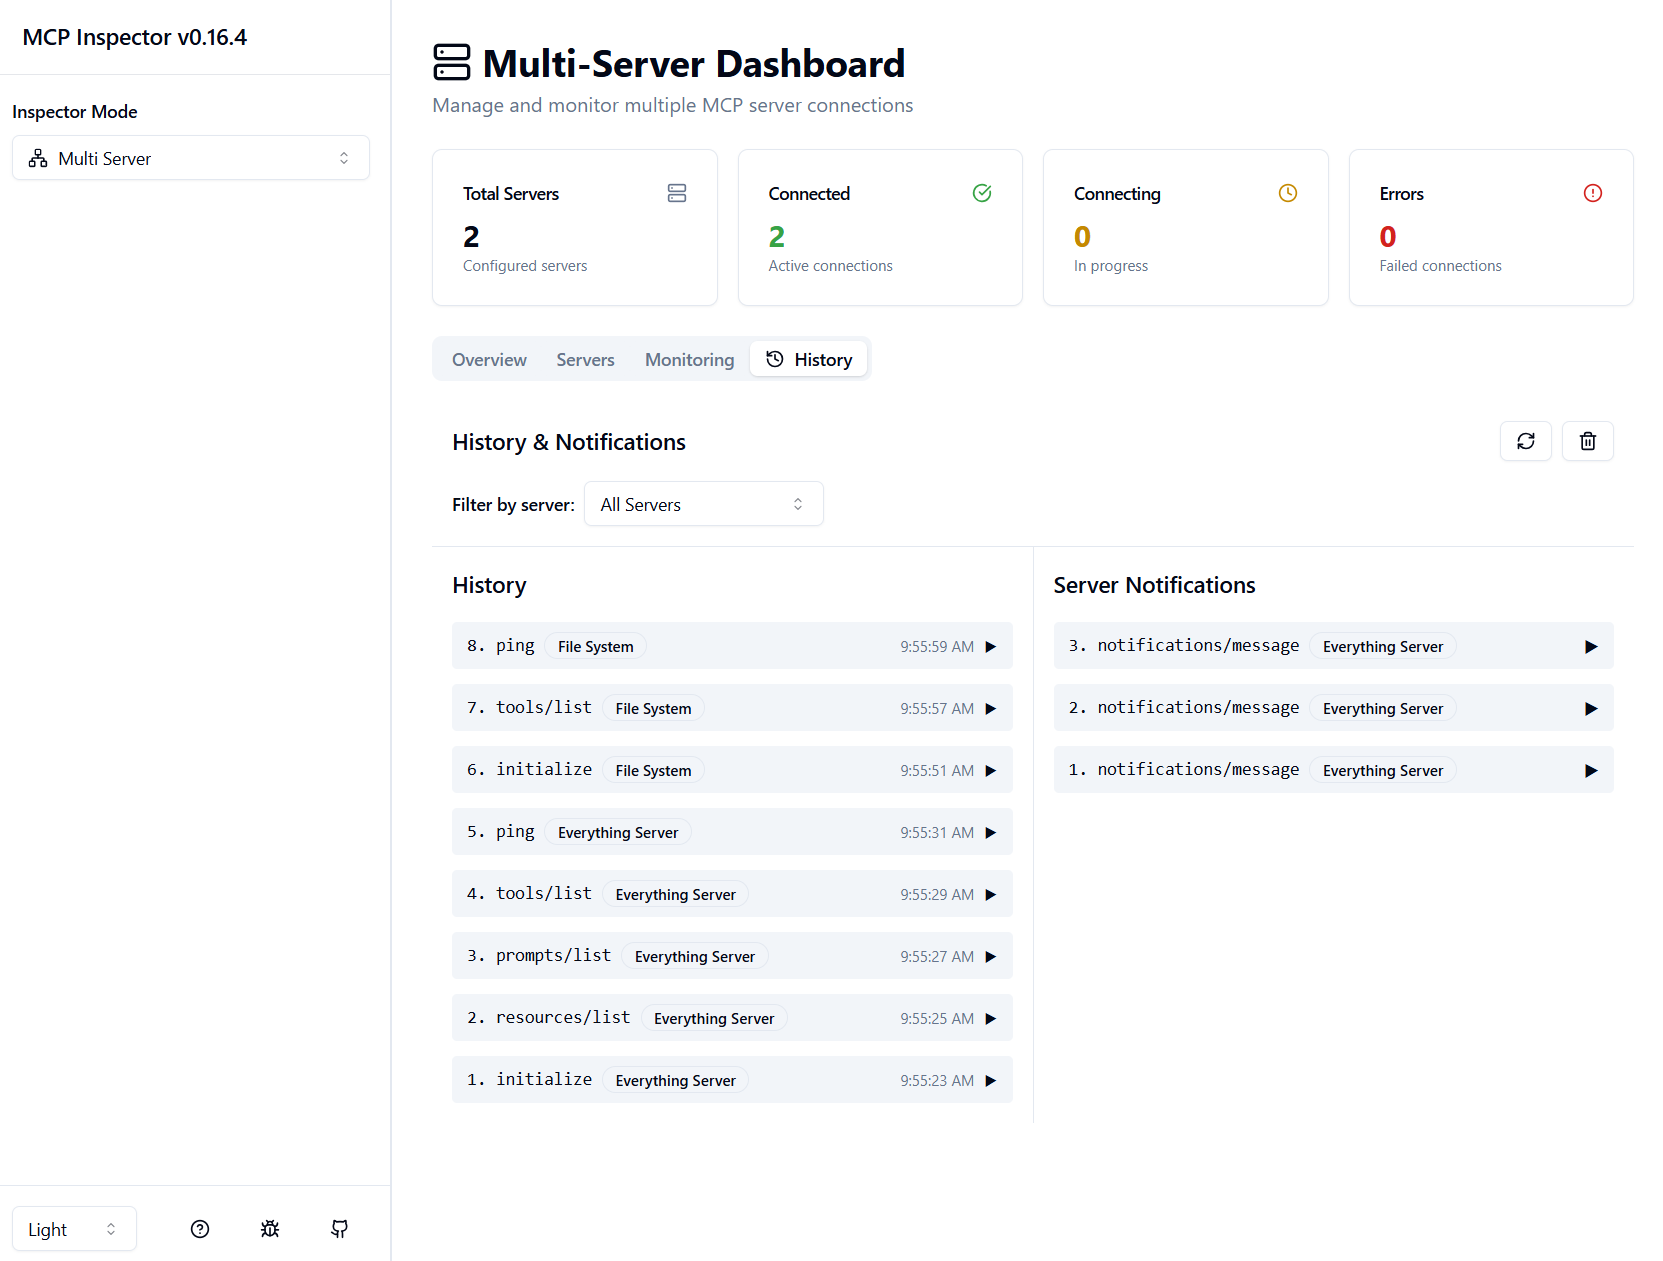 MCP Inspector v0.16.4
Inspector Mode
Multi Server
Multi-Server Dashboard
Manage and monitor multiple MCP server connections
Total Servers
2
Configured servers
Connected
2
Active connections
Connecting
0
In progress
Errors
0
Failed connections
Overview Servers Monitoring History
History & Notifications
Filter by server: All Servers
History
8. ping File System 9:55:59 AM
7. tools/list File System 9:55:57 AM
6. initialize File System 9:55:51 AM
5. ping Everything Server 9:55:31 AM
4. tools/list Everything Server 9:55:29 AM
3. prompts/list Everything Server 9:55:27 AM
2. resources/list Everything Server 9:55:25 AM
1. initialize Everything Server 9:55:23 AM
Server Notifications
3. notifications/message Everything Server
2. notifications/message Everything Server
1. notifications/message Everything Server
Light